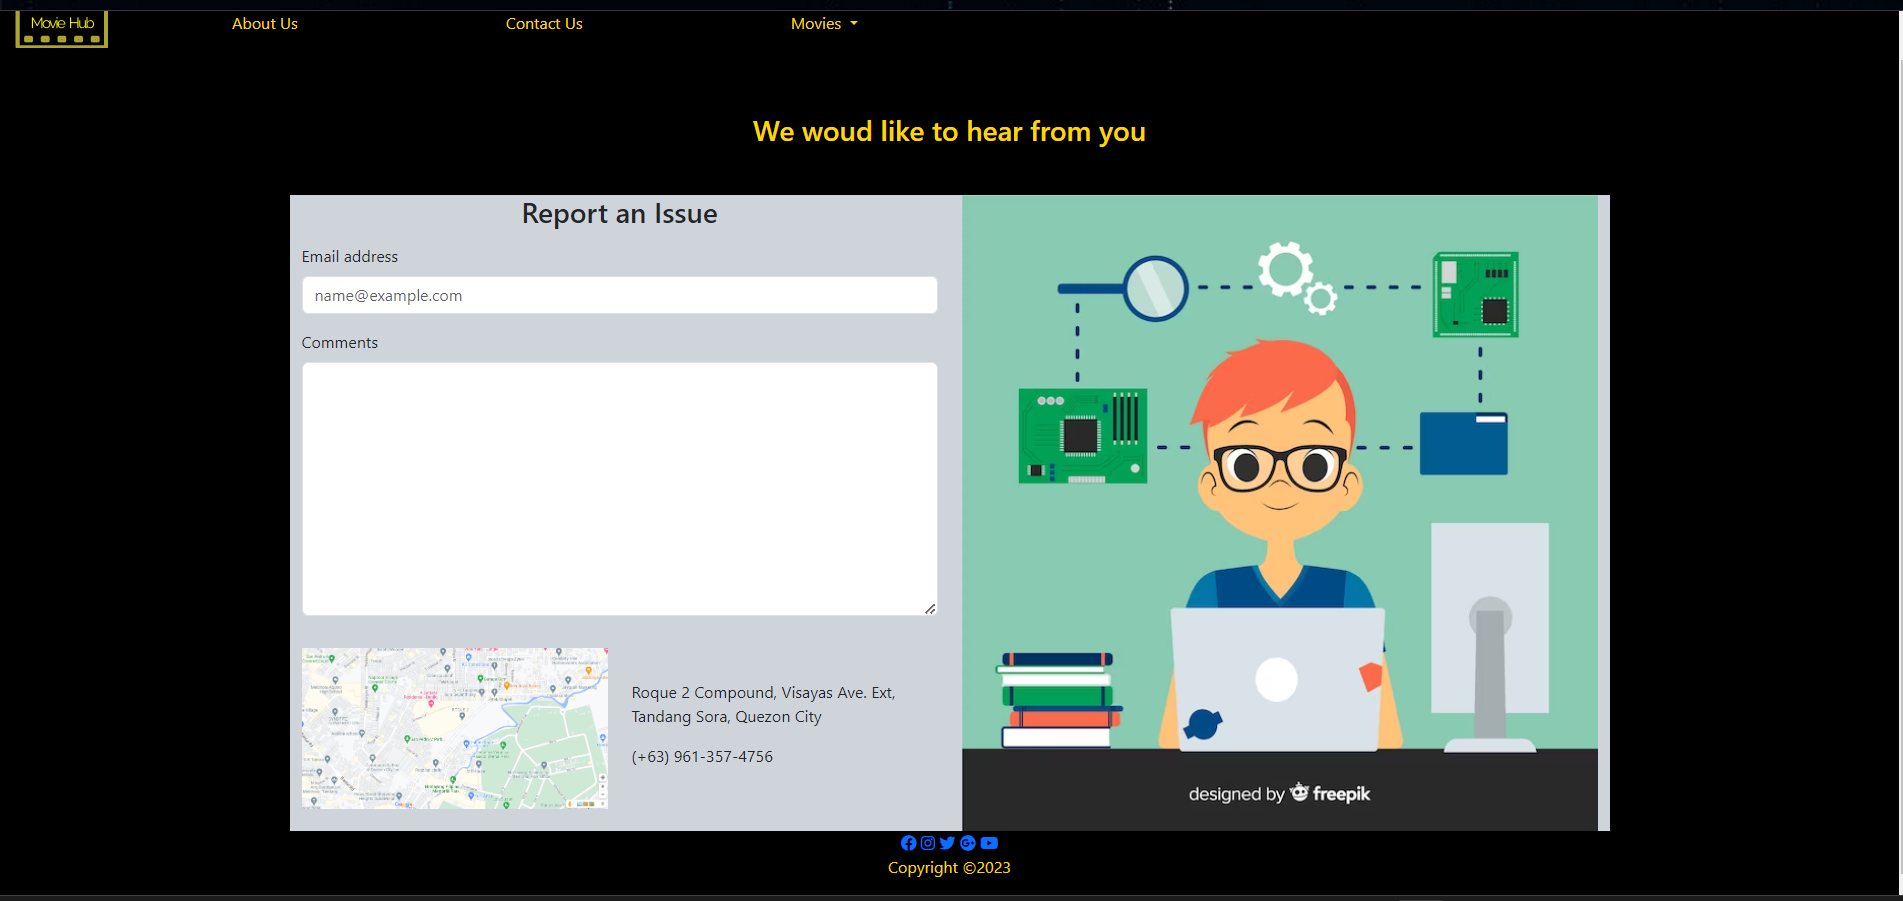 Movie Hub
About Us
Contact Us
Movies
We woud like to hear from you
Report an Issue
Email address
name@example.com
Comments
Roque 2 Compound, Visayas Ave. Ext,
Tandang Sora, Quezon City
(+63) 961-357-4756
designed by freepik
Copyright ©2023